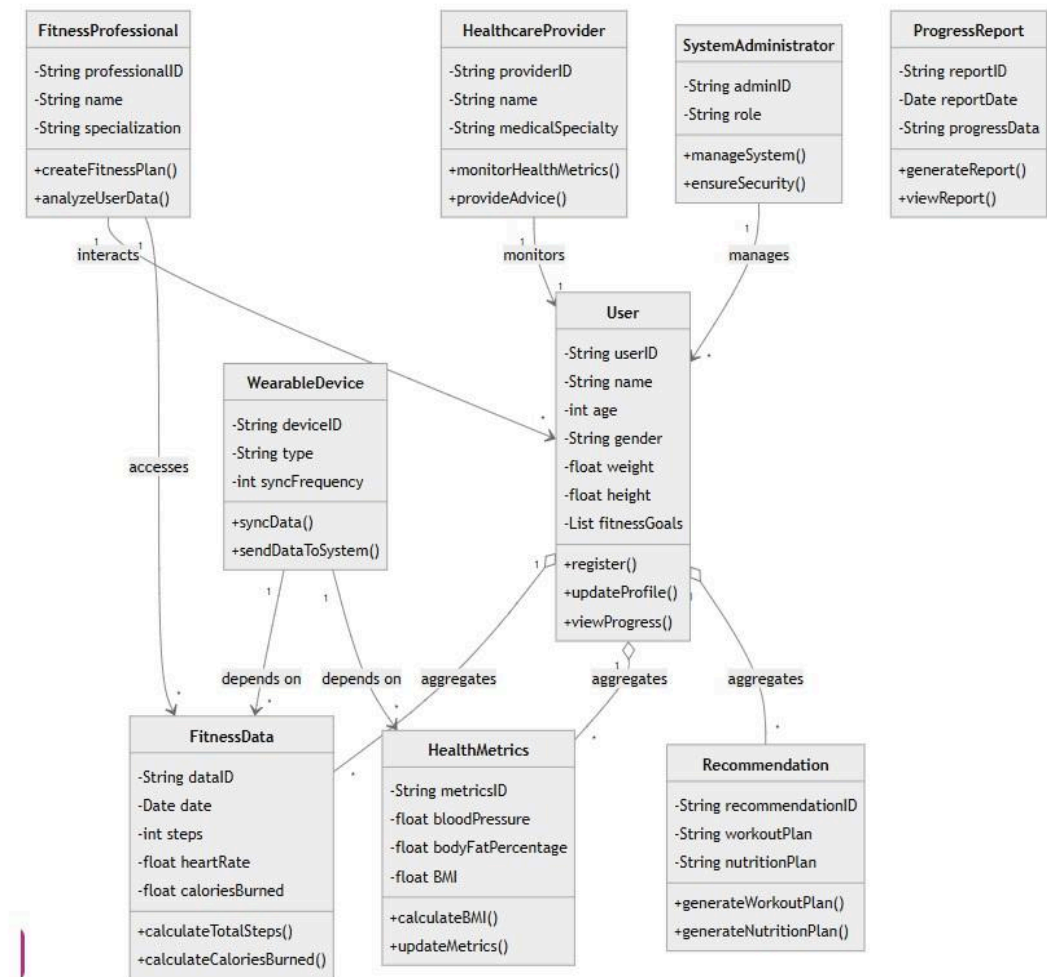 FitnessProfessional
-String professionalID
-String name
-String specialization
+createFitnessPlan()
+analyzeUserData()
HealthcareProvider
-String providerID
-String name
-String medicalSpecialty
+monitorHealthMetrics()
+provideAdvice()
SystemAdministrator
-String adminID
-String role
+manageSystem()
+ensureSecurity()
ProgressReport
-String reportID
-Date reportDate
-String progressData
+generateReport()
+viewReport()
1
1
interacts
1
monitors
1
manages
1
*
*
User
-String userID
-String name
-int age
-String gender
-float weight
-float height
-List fitnessGoals
+register()
+updateProfile()
+viewProgress()
WearableDevice
-String deviceID
-String type
-int syncFrequency
+syncData()
+sendDataToSystem()
accesses
1
1
1
1
1
depends on
depends on
aggregates
aggregates
aggregates
*
*
*
*
*
*
FitnessData
-String dataID
-Date date
-int steps
-float heartRate
-float caloriesBurned
+calculateTotalSteps()
+calculateCaloriesBurned()
HealthMetrics
-String metricsID
-float bloodPressure
-float bodyFatPercentage
-float BMI
+calculateBMI()
+updateMetrics()
Recommendation
-String recommendationID
-String workoutPlan
-String nutritionPlan
+generateWorkoutPlan()
+generateNutritionPlan()